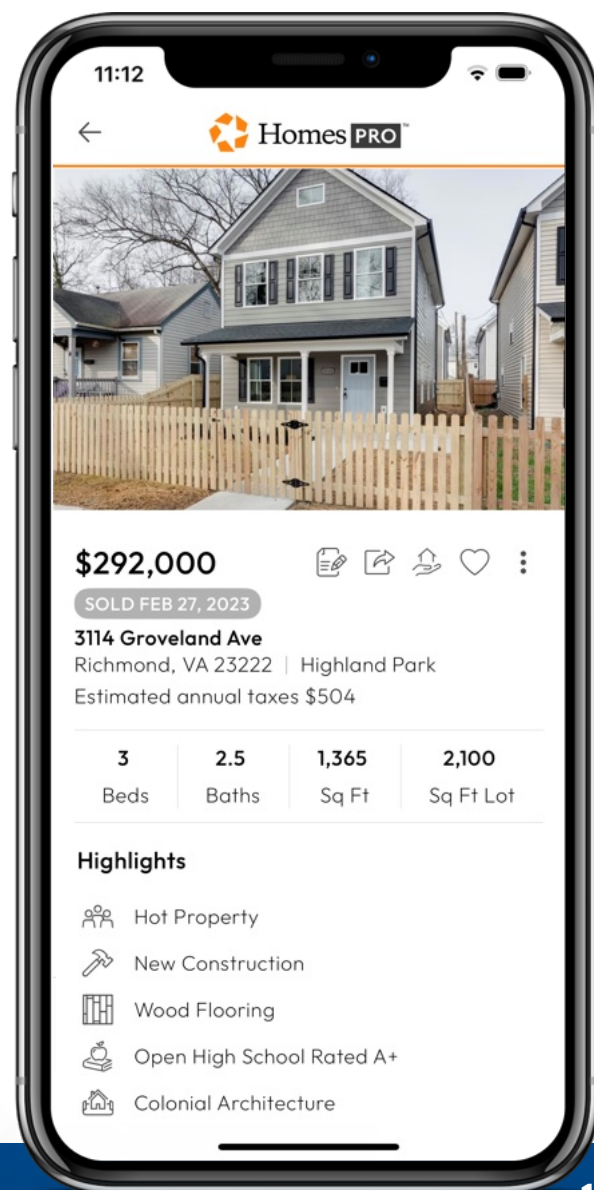 11:12
Homes PRO™
$292,000
SOLD FEB 27, 2023
3114 Groveland Ave
Richmond, VA 23222 | Highland Park
Estimated annual taxes $504
3 2.5 1,365 2,100
Beds Baths Sq Ft Sq Ft Lot
Highlights
Hot Property
New Construction
Wood Flooring
Open High School Rated A+
Colonial Architecture